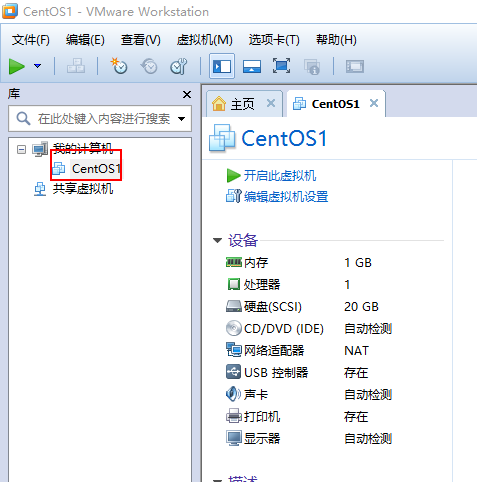 CentOS1 - VMware Workstation
文件(F) 编辑(E) 查看(V) 虚拟机(M) 选项卡(T) 帮助(H)
库
在此处键入内容进行搜索
我的计算机
CentOS1
共享虚拟机
主页
CentOS1
CentOS1
开启此虚拟机
编辑虚拟机设置
设备
内存 1 GB
处理器 1
硬盘(SCSI) 20 GB
CD/DVD (IDE) 自动检测
网络适配器 NAT
USB 控制器 存在
声卡 自动检测
打印机 存在
显示器 自动检测